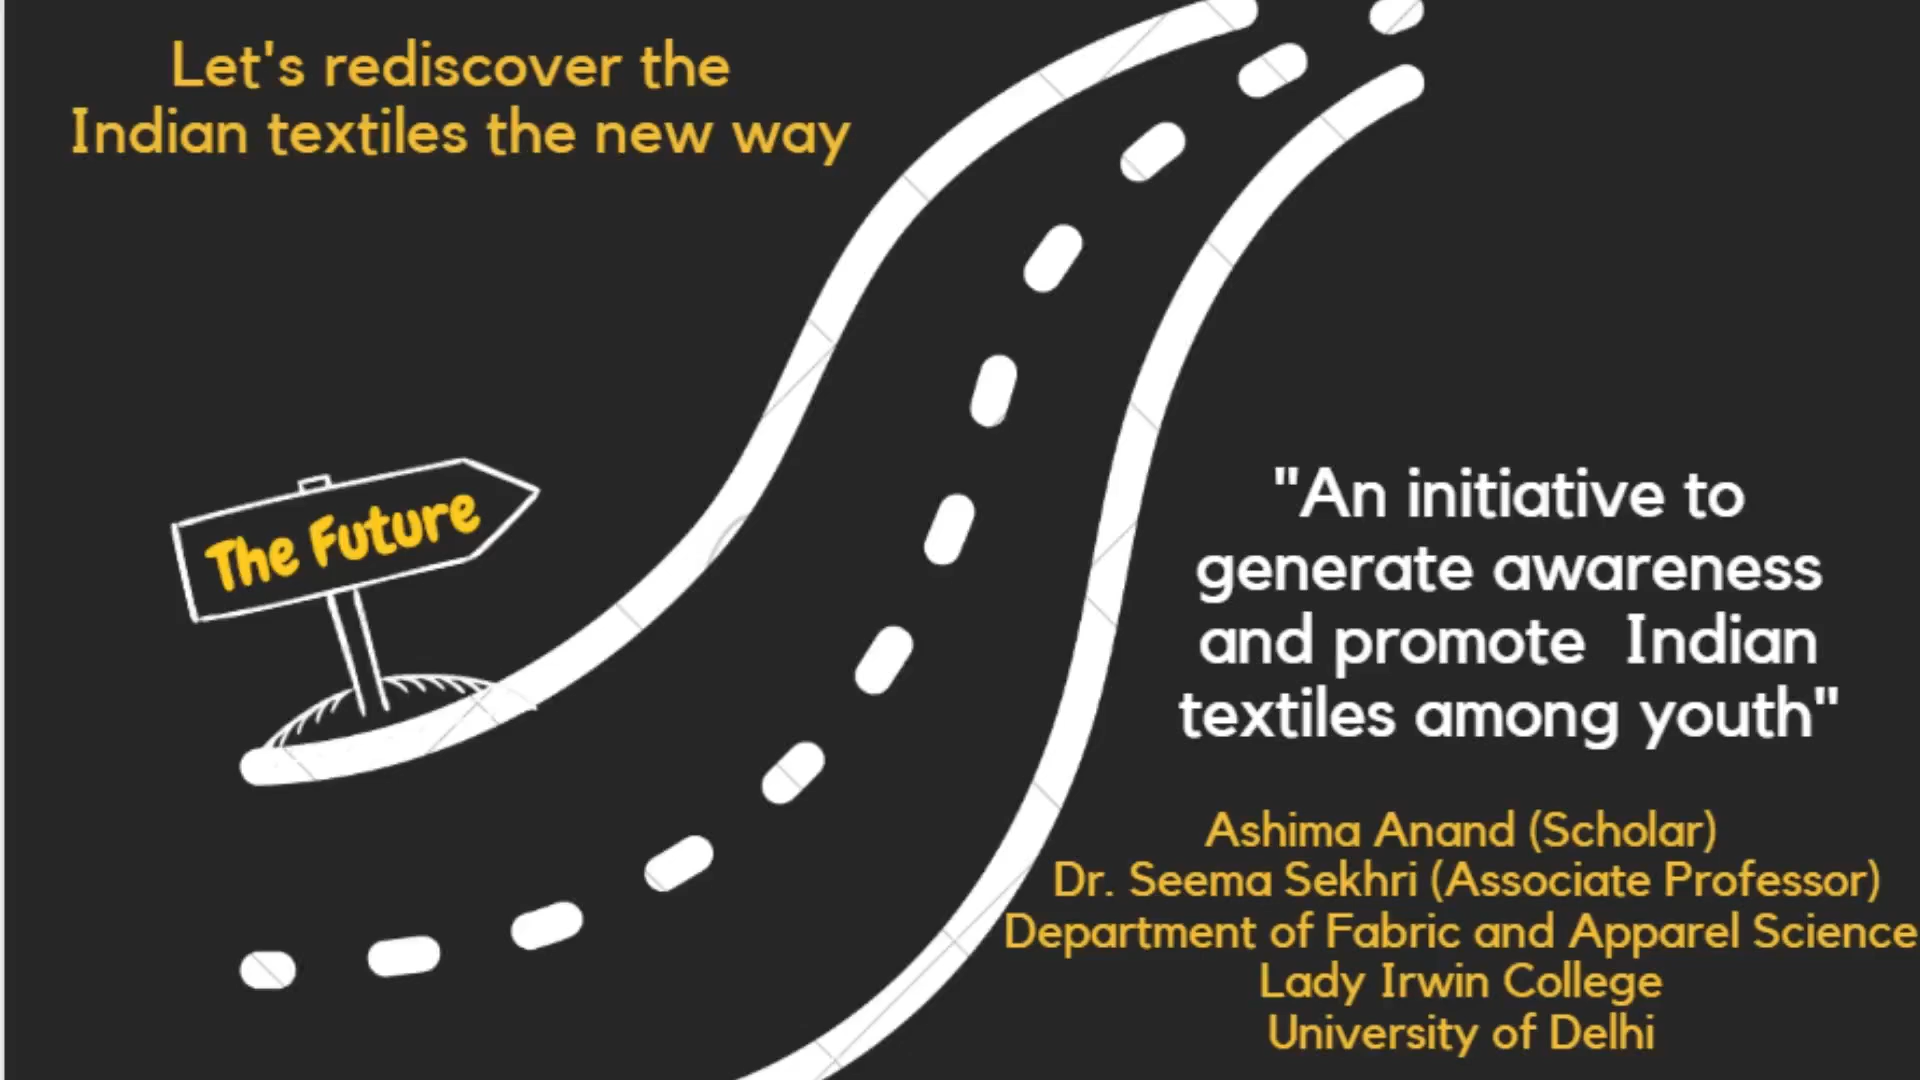 Let's rediscover the
Indian textiles the new way
The Future
"An initiative to
generate awareness
and promote  Indian
textiles among youth"
Ashima Anand (Scholar)
Dr. Seema Sekhri (Associate Professor)
Department of Fabric and Apparel Science
Lady Irwin College
University of Delhi